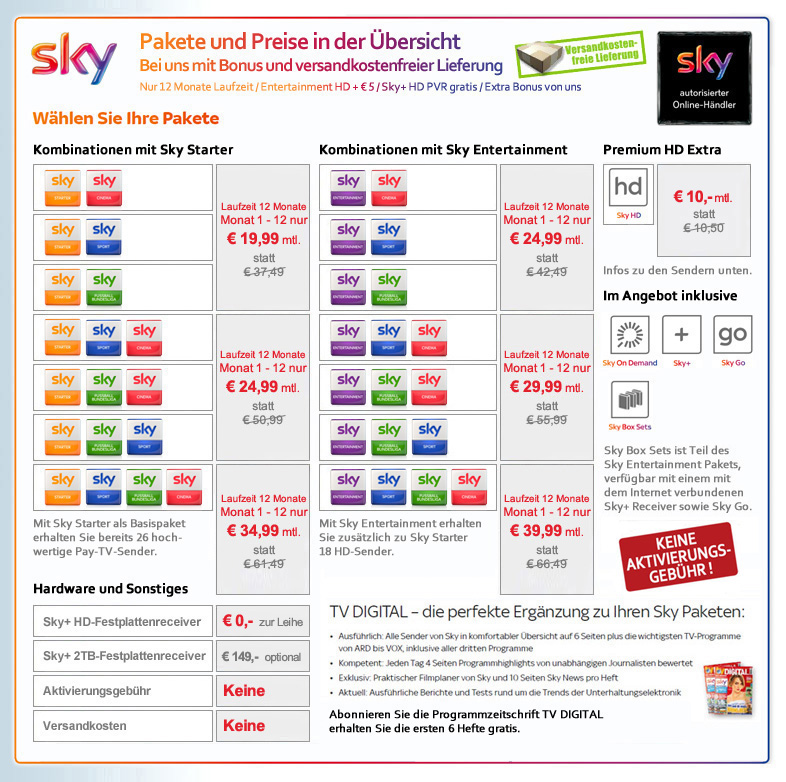 sky
Pakete und Preise in der Übersicht
Bei uns mit Bonus und versandkostenfreier Lieferung
Nur 12 Monate Laufzeit / Entertainment HD + € 5 / Sky+ HD PVR gratis / Extra Bonus von uns
Versandkosten-
freie Lieferung
sky
autorisierter
Online-Händler
Wählen Sie Ihre Pakete
Kombinationen mit Sky Starter
sky STARTER sky CINEMA
sky STARTER sky SPORT
sky STARTER sky FUSSBALL BUNDESLIGA
Laufzeit 12 Monate
Monat 1 - 12 nur
€ 19,99 mtl.
statt
€ 37,49
sky STARTER sky SPORT sky CINEMA
sky STARTER sky FUSSBALL BUNDESLIGA sky CINEMA
sky STARTER sky FUSSBALL BUNDESLIGA sky SPORT
Laufzeit 12 Monate
Monat 1 - 12 nur
€ 24,99 mtl.
statt
€ 50,99
sky STARTER sky SPORT sky FUSSBALL BUNDESLIGA sky CINEMA
Laufzeit 12 Monate
Monat 1 - 12 nur
€ 34,99 mtl.
statt
€ 61,49
Mit Sky Starter als Basispaket
erhalten Sie bereits 26 hoch-
wertige Pay-TV-Sender.
Kombinationen mit Sky Entertainment
sky ENTERTAINMENT sky CINEMA
sky ENTERTAINMENT sky SPORT
sky ENTERTAINMENT sky FUSSBALL BUNDESLIGA
Laufzeit 12 Monate
Monat 1 - 12 nur
€ 24,99 mtl.
statt
€ 42,49
sky ENTERTAINMENT sky SPORT sky CINEMA
sky ENTERTAINMENT sky FUSSBALL BUNDESLIGA sky CINEMA
sky ENTERTAINMENT sky FUSSBALL BUNDESLIGA sky SPORT
Laufzeit 12 Monate
Monat 1 - 12 nur
€ 29,99 mtl.
statt
€ 55,99
sky ENTERTAINMENT sky SPORT sky FUSSBALL BUNDESLIGA sky CINEMA
Laufzeit 12 Monate
Monat 1 - 12 nur
€ 39,99 mtl.
statt
€ 66,49
Mit Sky Entertainment erhalten
Sie zusätzlich zu Sky Starter
18 HD-Sender.
Premium HD Extra
hd
Sky HD
€ 10,- mtl.
statt
€ 10,50
Infos zu den Sendern unten.
Im Angebot inklusive
+ go
Sky On Demand Sky+ Sky Go
Sky Box Sets
Sky Box Sets ist Teil des
Sky Entertainment Pakets,
verfügbar mit einem mit
dem Internet verbundenen
Sky+ Receiver sowie Sky Go.
KEINE
AKTIVIERUNGS-
GEBÜHR !
Hardware und Sonstiges
Sky+ HD-Festplattenreceiver € 0,- zur Leihe
Sky+ 2TB-Festplattenreceiver € 149,- optional
Aktivierungsgebühr Keine
Versandkosten Keine
TV DIGITAL – die perfekte Ergänzung zu Ihren Sky Paketen:
• Ausführlich: Alle Sender von Sky in komfortabler Übersicht auf 6 Seiten plus die wichtigsten TV-Programme
von ARD bis VOX, inklusive aller dritten Programme
• Kompetent: Jeden Tag 4 Seiten Programmhighlights von unabhängigen Journalisten bewertet
• Exklusiv: Praktischer Filmplaner von Sky und 10 Seiten Sky News pro Heft
• Aktuell: Ausführliche Berichte und Tests rund um die Trends der Unterhaltungselektronik
DIGITAL
Abonnieren Sie die Programmzeitschrift TV DIGITAL
erhalten Sie die ersten 6 Hefte gratis.